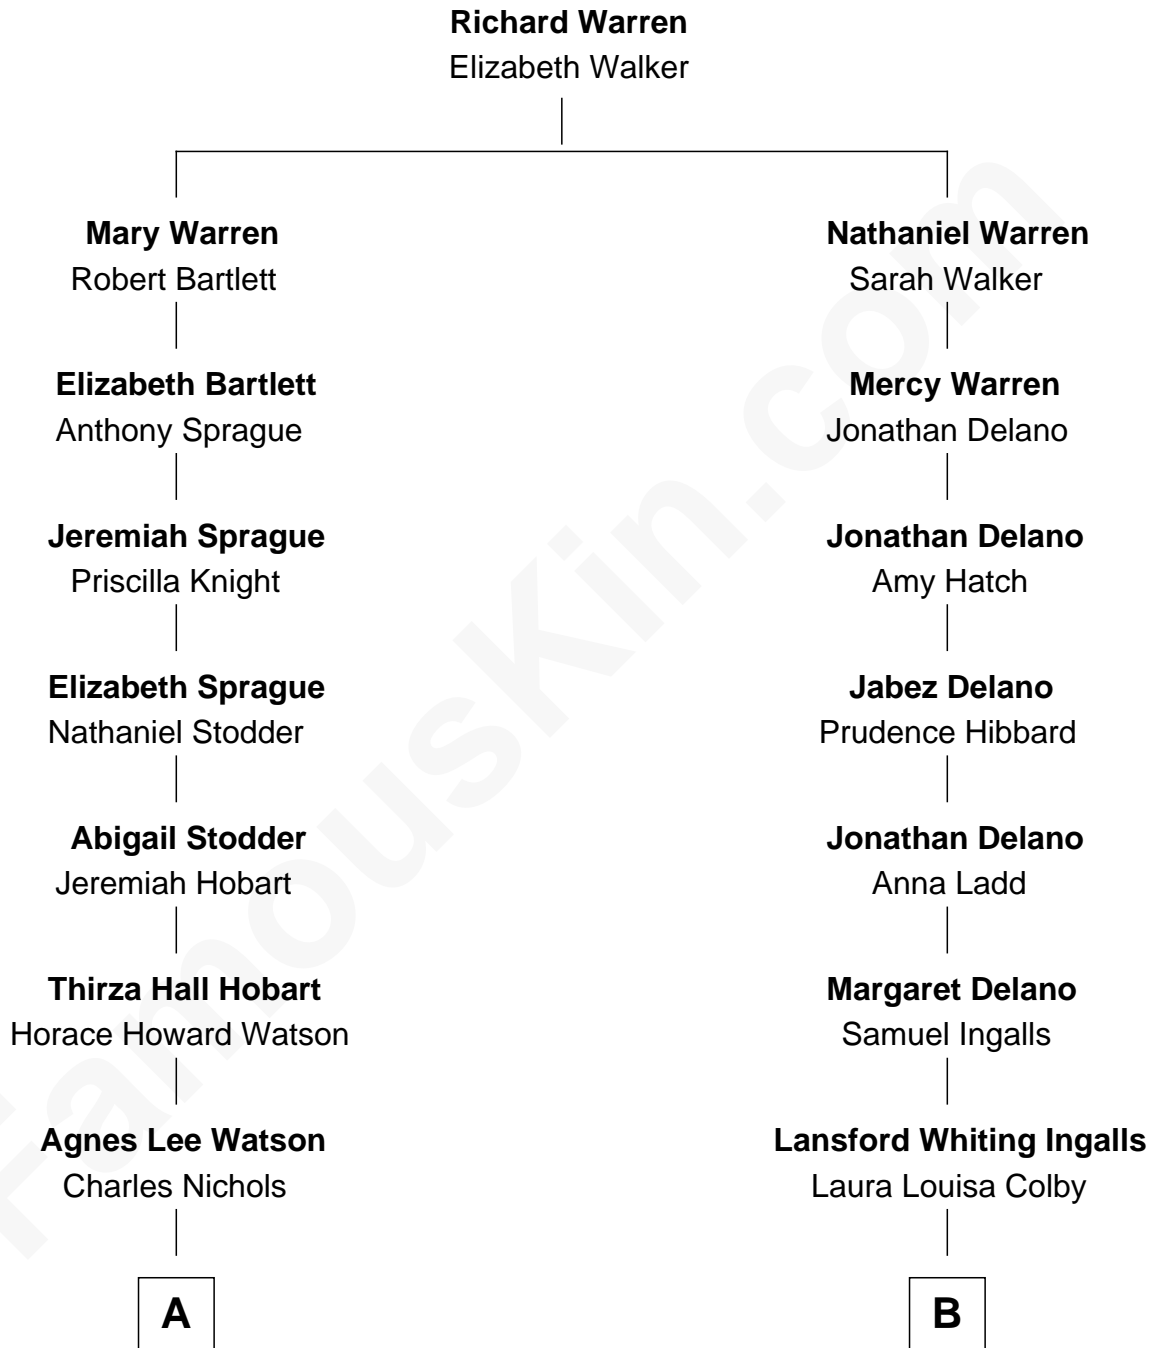 Richard Warren
Elizabeth Walker
Mary Warren
Robert Bartlett
Nathaniel Warren
Sarah Walker
Elizabeth Bartlett
Anthony Sprague
Mercy Warren
Jonathan Delano
Jeremiah Sprague
Priscilla Knight
Jonathan Delano
Amy Hatch
Elizabeth Sprague
Nathaniel Stodder
Jabez Delano
Prudence Hibbard
Abigail Stodder
Jeremiah Hobart
Jonathan Delano
Anna Ladd
Thirza Hall Hobart
Horace Howard Watson
Margaret Delano
Samuel Ingalls
Agnes Lee Watson
Charles Nichols
Lansford Whiting Ingalls
Laura Louisa Colby
A
B
FamousKin.com